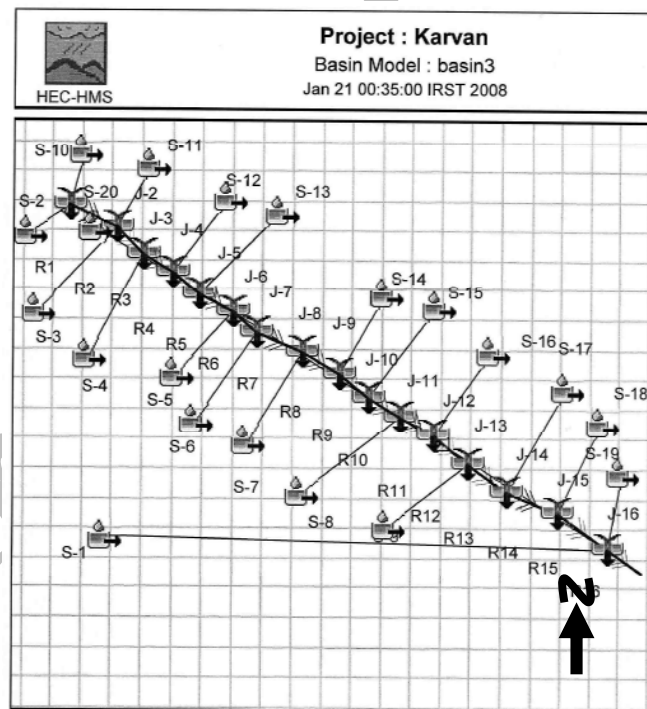 Project : Karvan
Basin Model : basin3
Jan 21 00:35:00 IRST 2008
HEC-HMS
S-10
S-11
S-2
S-20
J-2
S-12
S-13
J-3
J-4
J-5
R1
R2
R3
J-6
J-7
S-14
S-3
R4
J-8
S-15
R5
J-9
S-4
R6
J-10
S-16
S-17
S-5
R7
J-11
S-18
R8
J-12
S-6
R9
J-13
S-19
R10
J-14
S-7
R11
J-15
S-8
R12
J-16
S-1
R13
R14
R15
N